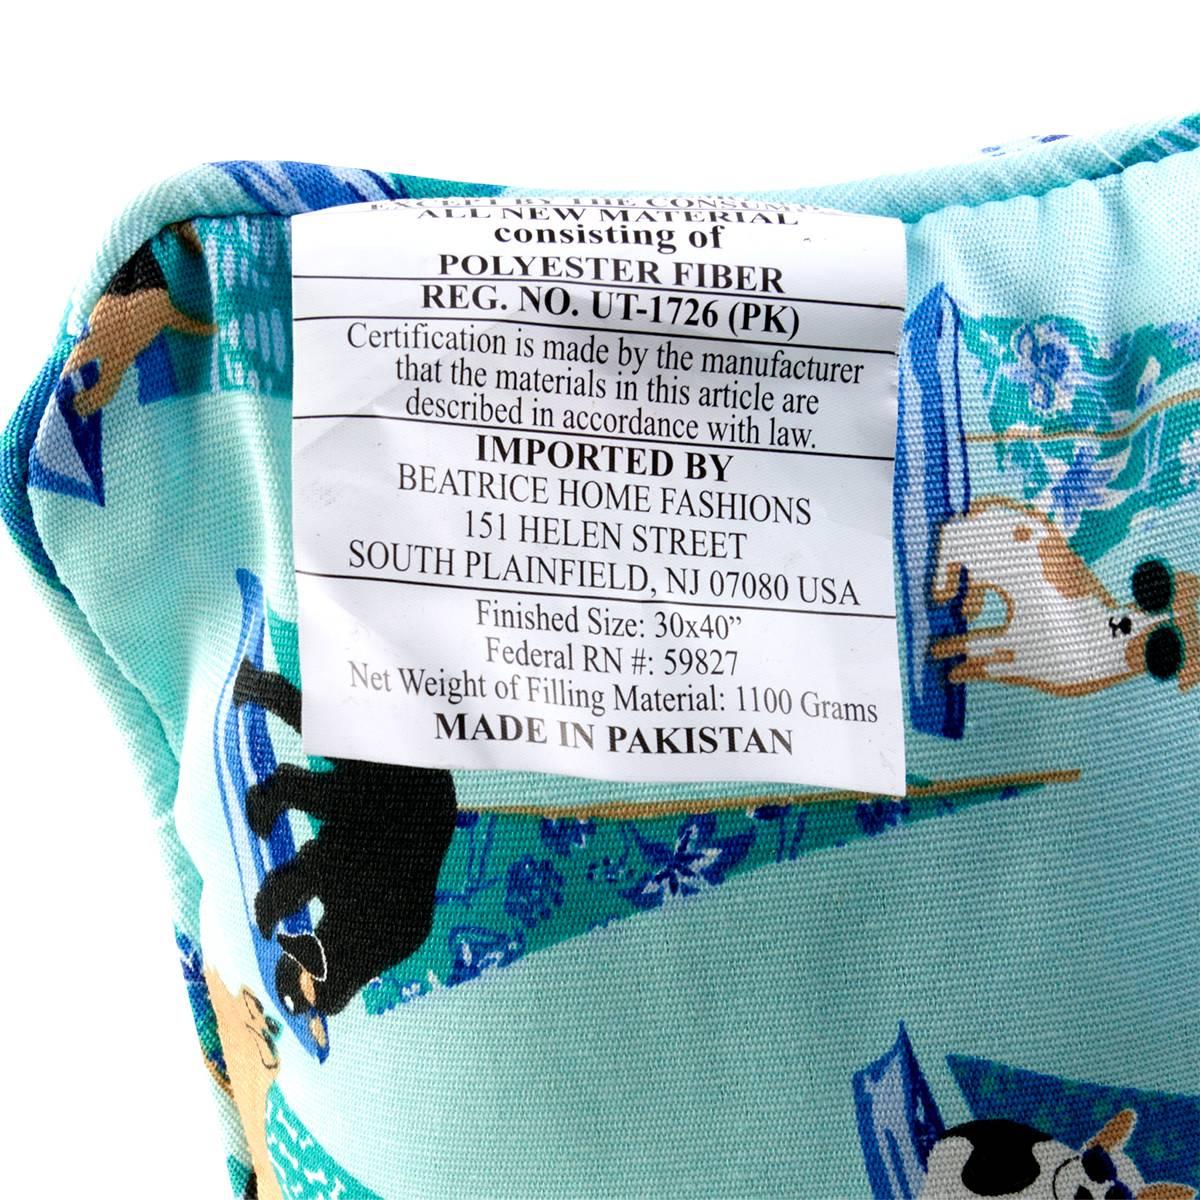 EXCEPT BY THE CONSUMER
ALL NEW MATERIAL
consisting of
POLYESTER FIBER
REG. NO. UT-1726 (PK)
Certification is made by the manufacturer
that the materials in this article are
described in accordance with law.
IMPORTED BY
BEATRICE HOME FASHIONS
151 HELEN STREET
SOUTH PLAINFIELD, NJ 07080 USA
Finished Size: 30x40”
Federal RN #: 59827
Net Weight of Filling Material: 1100 Grams
MADE IN PAKISTAN